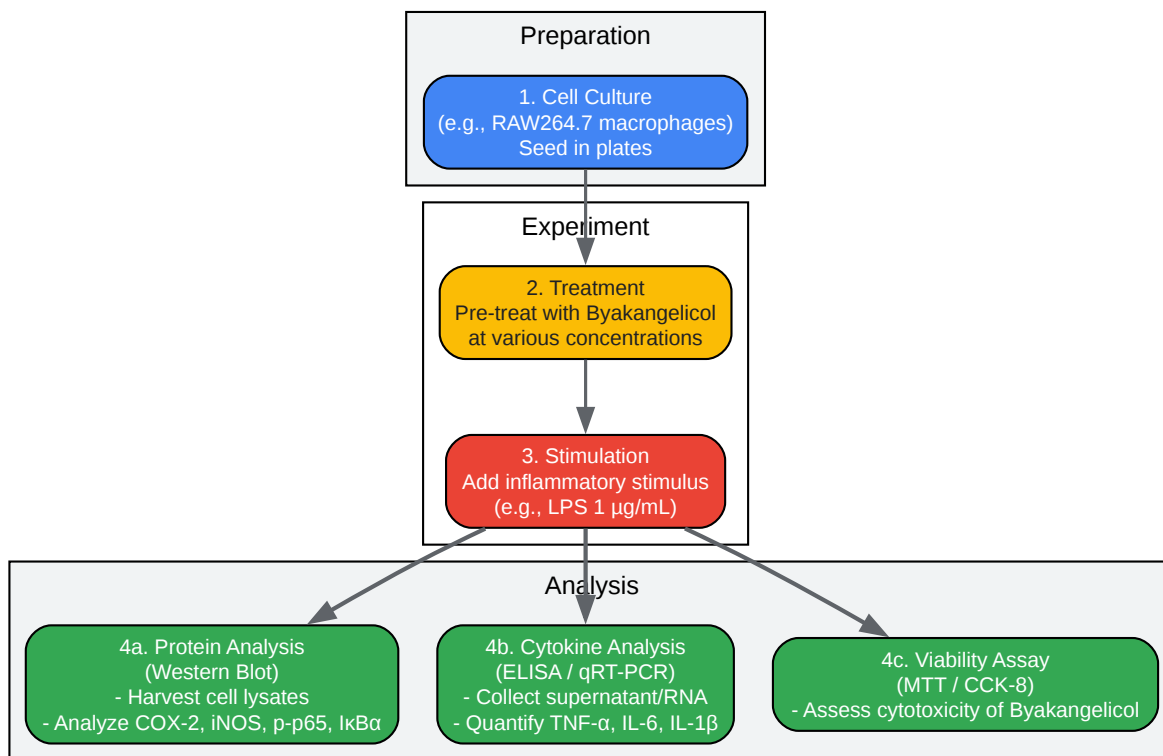 Preparation
1. Cell Culture
(e.g., RAW264.7 macrophages)
Seed in plates
Experiment
2. Treatment
Pre-treat with Byakangelicol
at various concentrations
3. Stimulation
Add inflammatory stimulus
(e.g., LPS 1 µg/mL)
Analysis
4a. Protein Analysis
(Western Blot)
- Harvest cell lysates
- Analyze COX-2, iNOS, p-p65, IκBα
4b. Cytokine Analysis
(ELISA / qRT-PCR)
- Collect supernatant/RNA
- Quantify TNF-α, IL-6, IL-1β
4c. Viability Assay
(MTT / CCK-8)
- Assess cytotoxicity of Byakangelicol